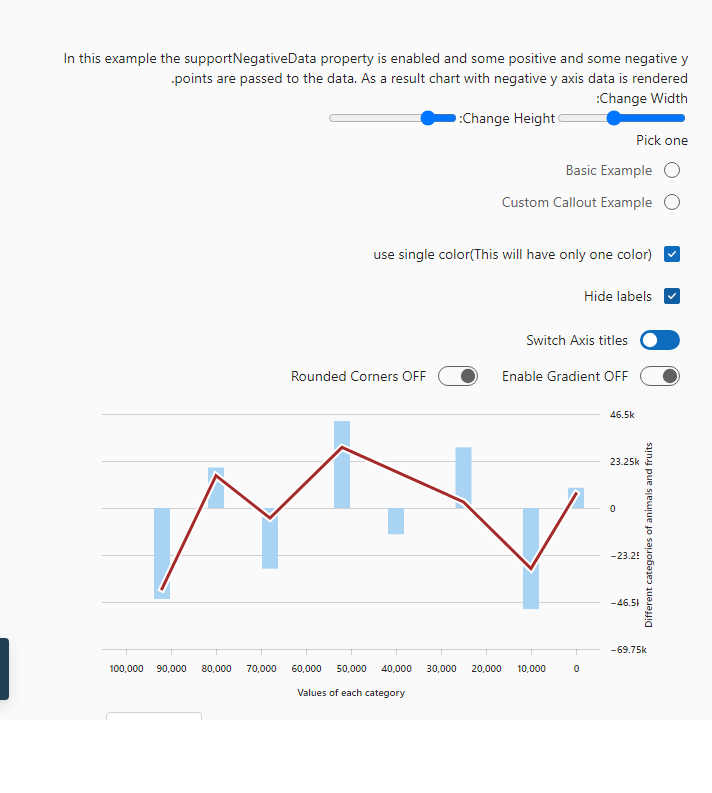 In this example the supportNegativeData property is enabled and some positive and some negative y
.points are passed to the data. As a result chart with negative y axis data is rendered
:Change Width
:Change Height
Pick one
Basic Example
Custom Callout Example
use single color(This will have only one color)
Hide labels
Switch Axis titles
Rounded Corners OFF Enable Gradient OFF
46.5k
23.25k
0
−23.25
−46.5k
−69.75k
Different categories of animals and fruits
100,000 90,000 80,000 70,000 60,000 50,000 40,000 30,000 20,000 10,000 0
Values of each category